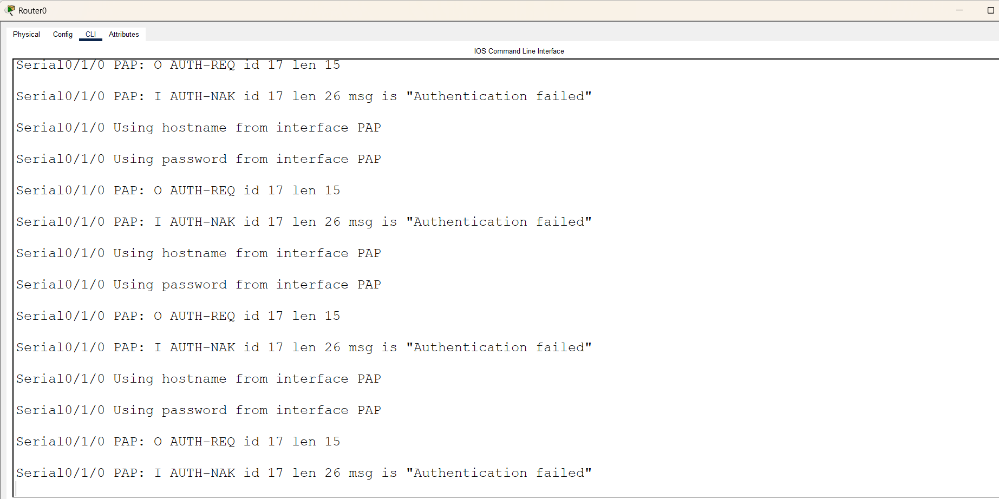 Router0
Physical Config CLI Attributes
IOS Command Line Interface
Serial0/1/0 PAP: O AUTH-REQ id 17 len 15
Serial0/1/0 PAP: I AUTH-NAK id 17 len 26 msg is "Authentication failed"
Serial0/1/0 Using hostname from interface PAP
Serial0/1/0 Using password from interface PAP
Serial0/1/0 PAP: O AUTH-REQ id 17 len 15
Serial0/1/0 PAP: I AUTH-NAK id 17 len 26 msg is "Authentication failed"
Serial0/1/0 Using hostname from interface PAP
Serial0/1/0 Using password from interface PAP
Serial0/1/0 PAP: O AUTH-REQ id 17 len 15
Serial0/1/0 PAP: I AUTH-NAK id 17 len 26 msg is "Authentication failed"
Serial0/1/0 Using hostname from interface PAP
Serial0/1/0 Using password from interface PAP
Serial0/1/0 PAP: O AUTH-REQ id 17 len 15
Serial0/1/0 PAP: I AUTH-NAK id 17 len 26 msg is "Authentication failed"